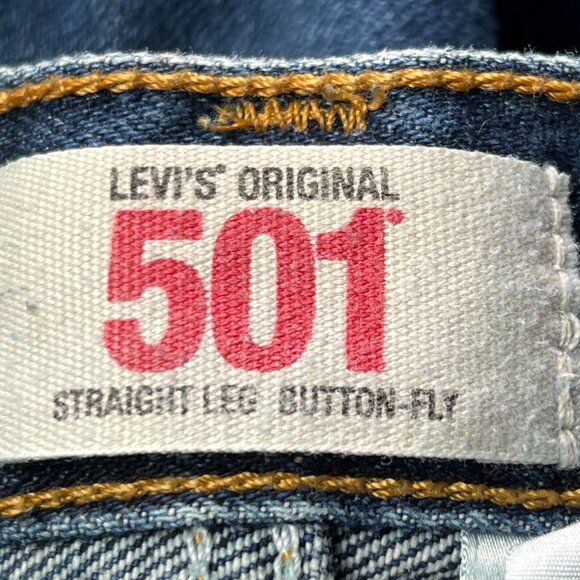 LEVI'S® ORIGINAL
501®
STRAIGHT LEG BUTTON-FLY